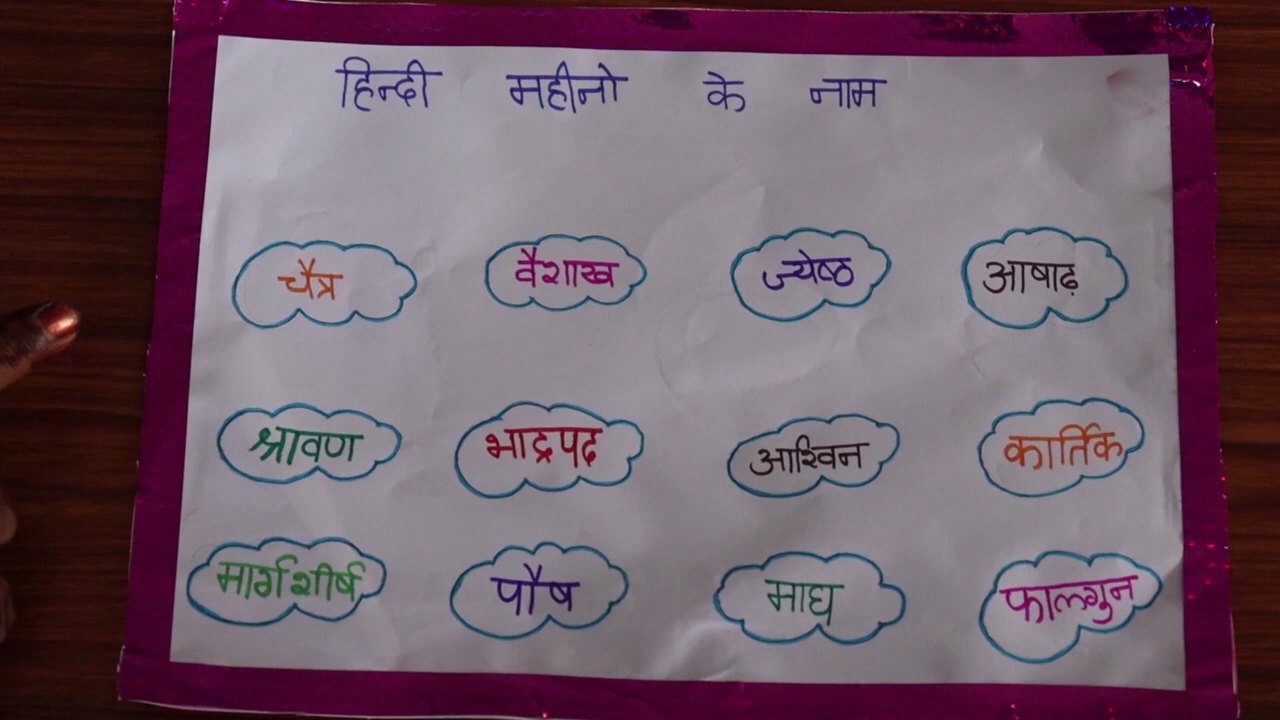 हिन्दी महीनो के नाम
चैत्र वैशाख ज्येष्ठ आषाढ़
श्रावण भाद्रपद आश्विन कार्तिक
मार्गशीर्ष पौष माघ फाल्गुन